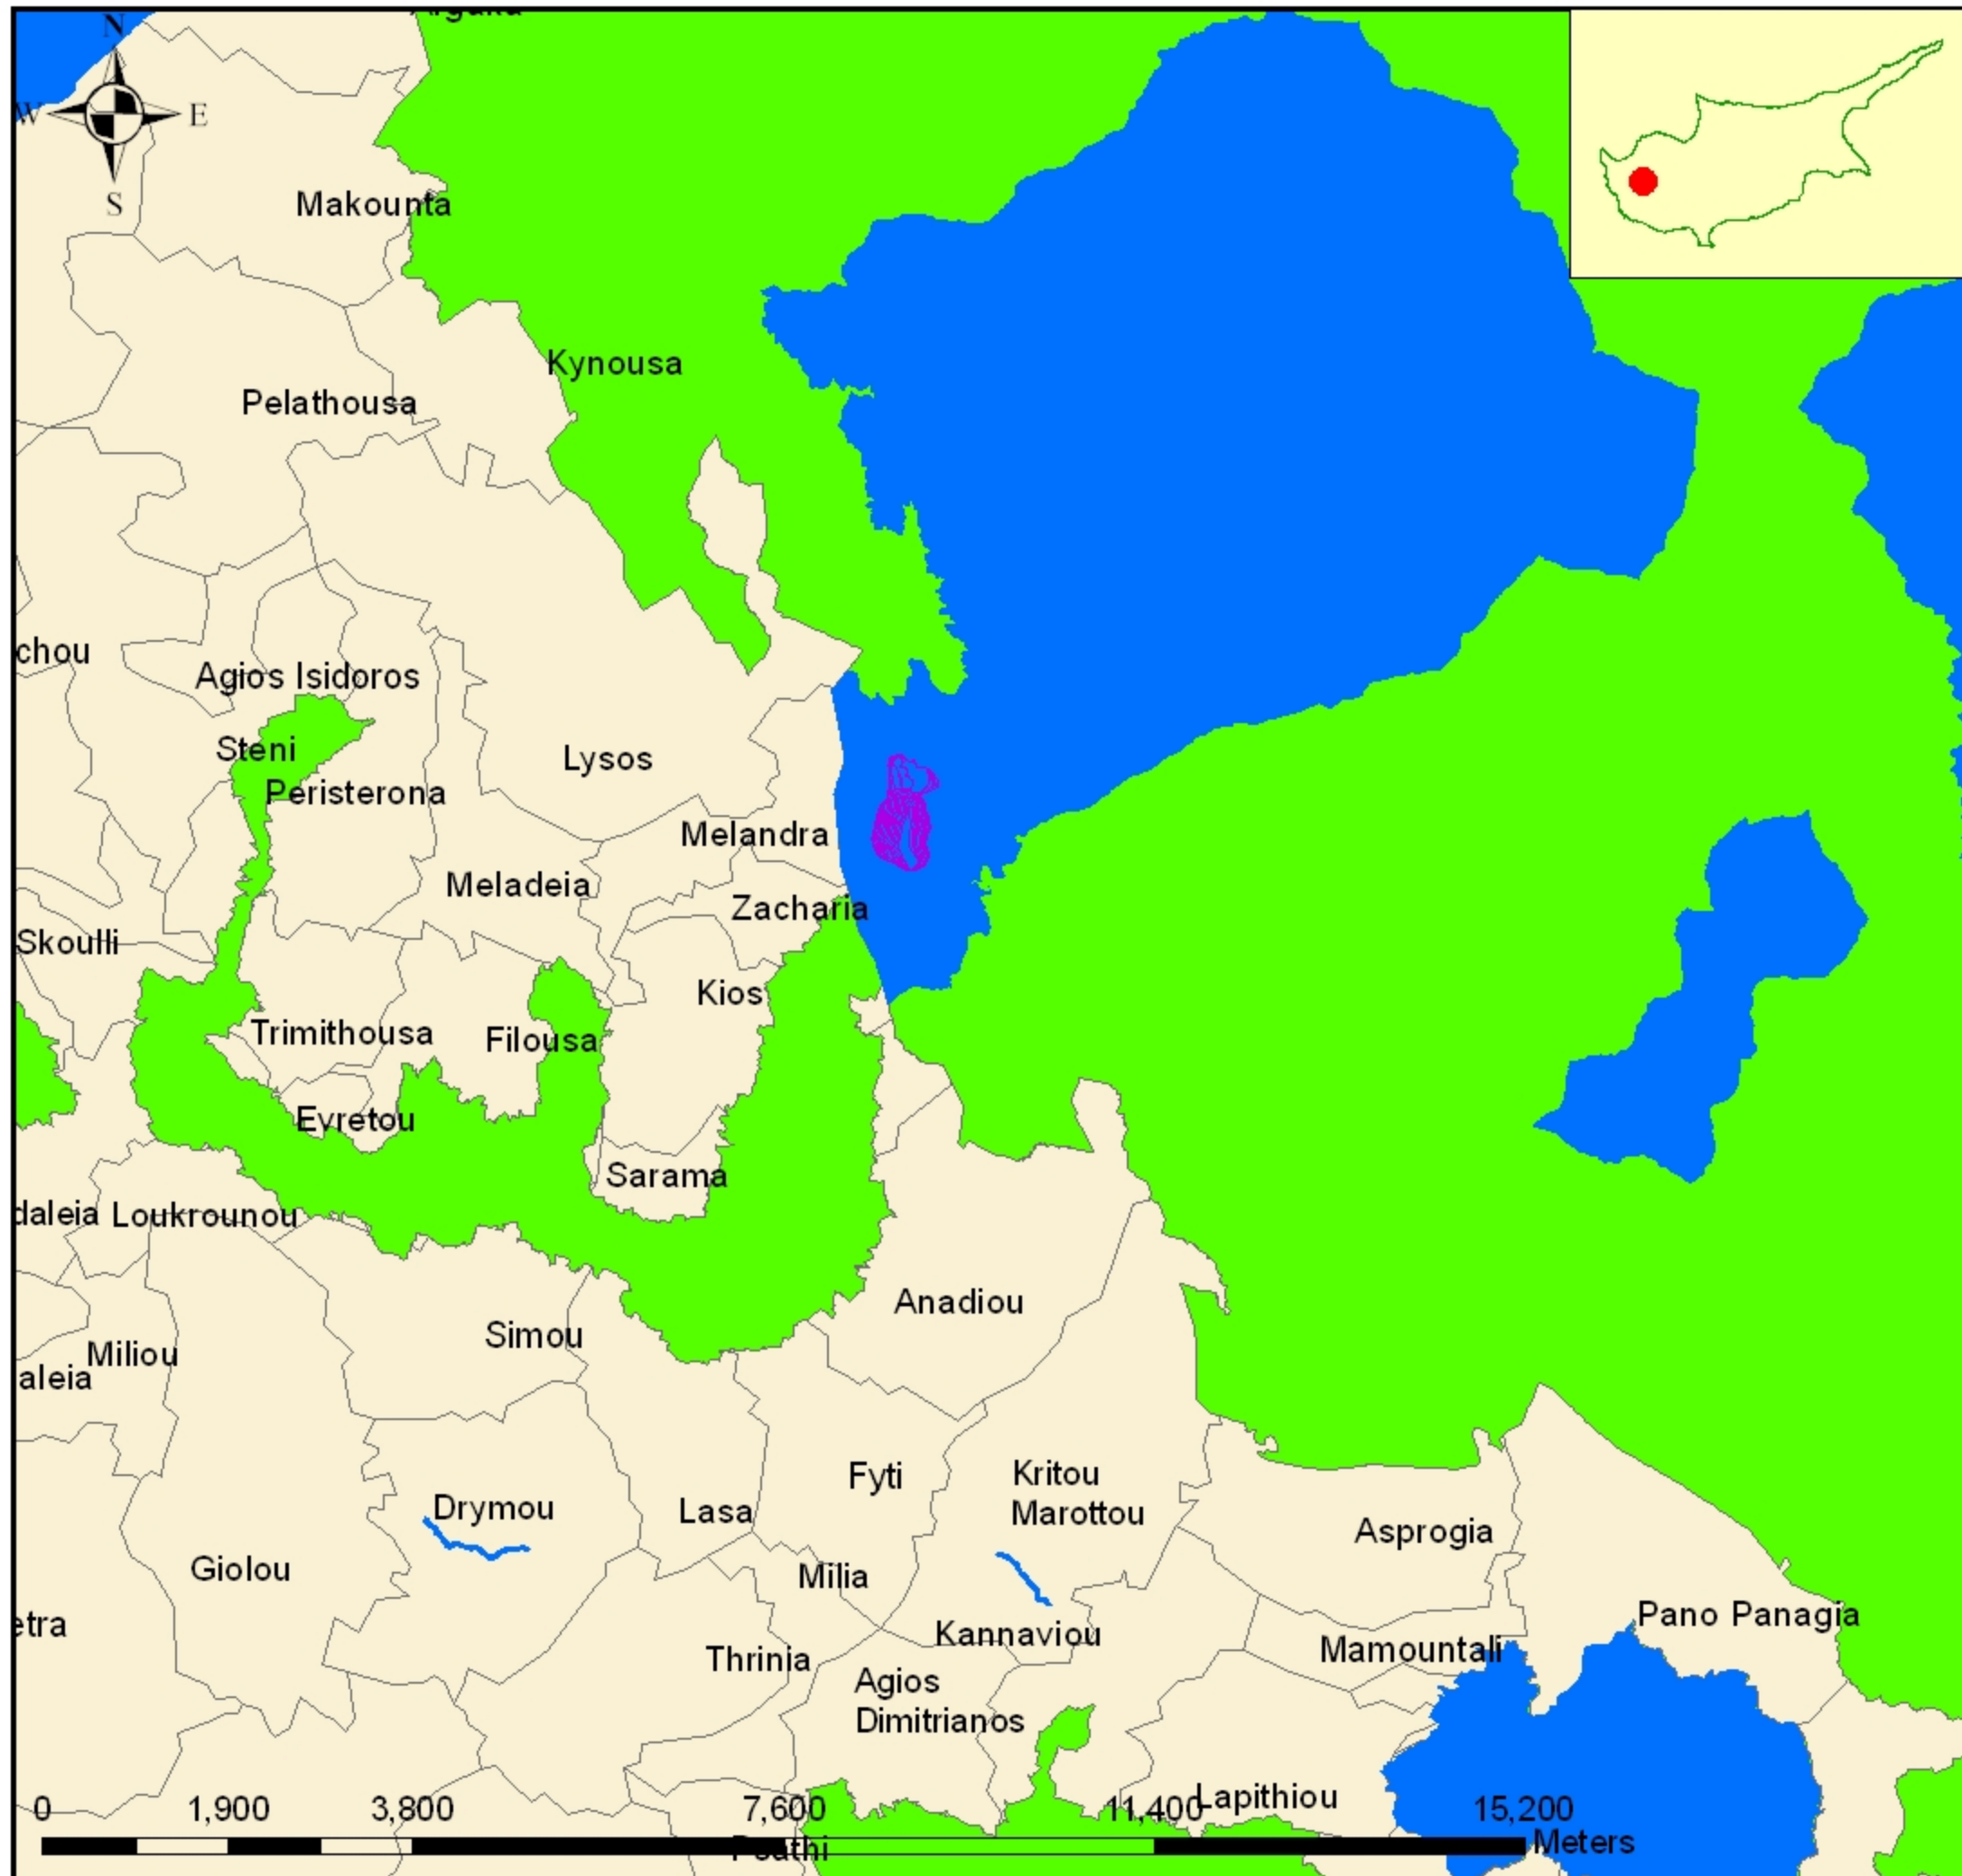 N
W
E
S
Makounta
Kynousa
Pelathousa
chou
Agios Isidoros
Steni
Lysos
Peristerona
Melandra
Meladeia
Zacharia
Skoulli
Kios
Trimithousa
Filousa
Evretou
Sarama
daleia
Loukrounou
Anadiou
Simou
Miliou
aleia
Kritou
Marottou
Fyti
Drymou
Lasa
Asprogia
Giolou
Milia
Pano Panagia
etra
Kannaviou
Mamountali
Thrinia
Agios
Dimitrianos
Lapithiou
0 1,900 3,800 7,600 11,400 15,200
Meters